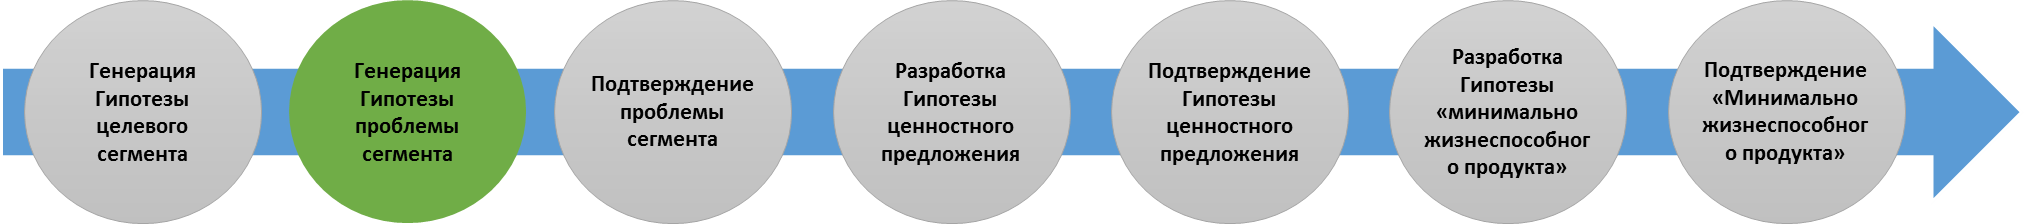 Генерация
Гипотезы
целевого
сегмента
Генерация
Гипотезы
проблемы
сегмента
Подтверждение
проблемы
сегмента
Разработка
Гипотезы
ценностного
предложения
Подтверждение
Гипотезы
ценностного
предложения
Разработка
Гипотезы
«минимально
жизнеспособног
о продукта»
Подтверждение
«Минимально
жизнеспособног
о продукта»